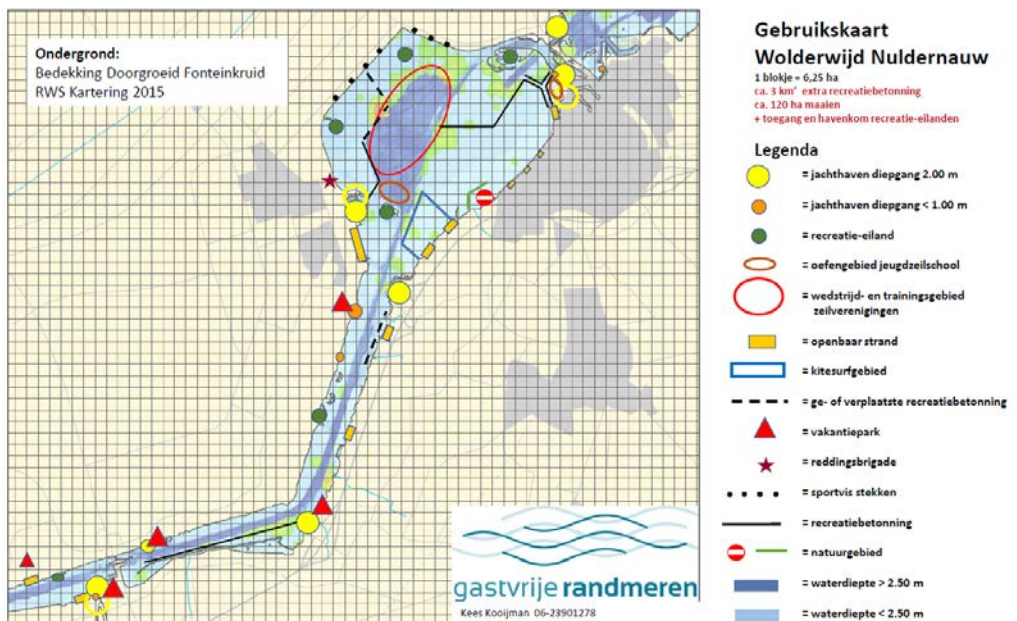 Ondergrond:
Bedekking Doorgroeid Fonteinkruid
RWS Kartering 2015
gastvrije randmeren
Kees Kooijman 06-23901278
Gebruikskaart
Wolderwijd Nuldernauw
1 blokje = 6,25 ha
ca. 3 km' extra recreatiebetonning
ca. 120 ha maaien
+ toegang en havenkom recreatie-eilanden
Legenda
= jachthaven diepgang 2.00 m
= jachthaven diepgang < 1.00 m
= recreatie-eiland
= oefengebied jeugdzeilschool
= wedstrijd- en trainingsgebied
zeilverenigingen
= openbaar strand
= kitesurfgebied
= ge- of verplaatste recreatiebetonning
= vakantiepark
= reddingsbrigade
= sportvis stekken
= recreatiebetonning
= natuurgebied
= waterdiepte > 2.50 m
= waterdiepte < 2.50 m